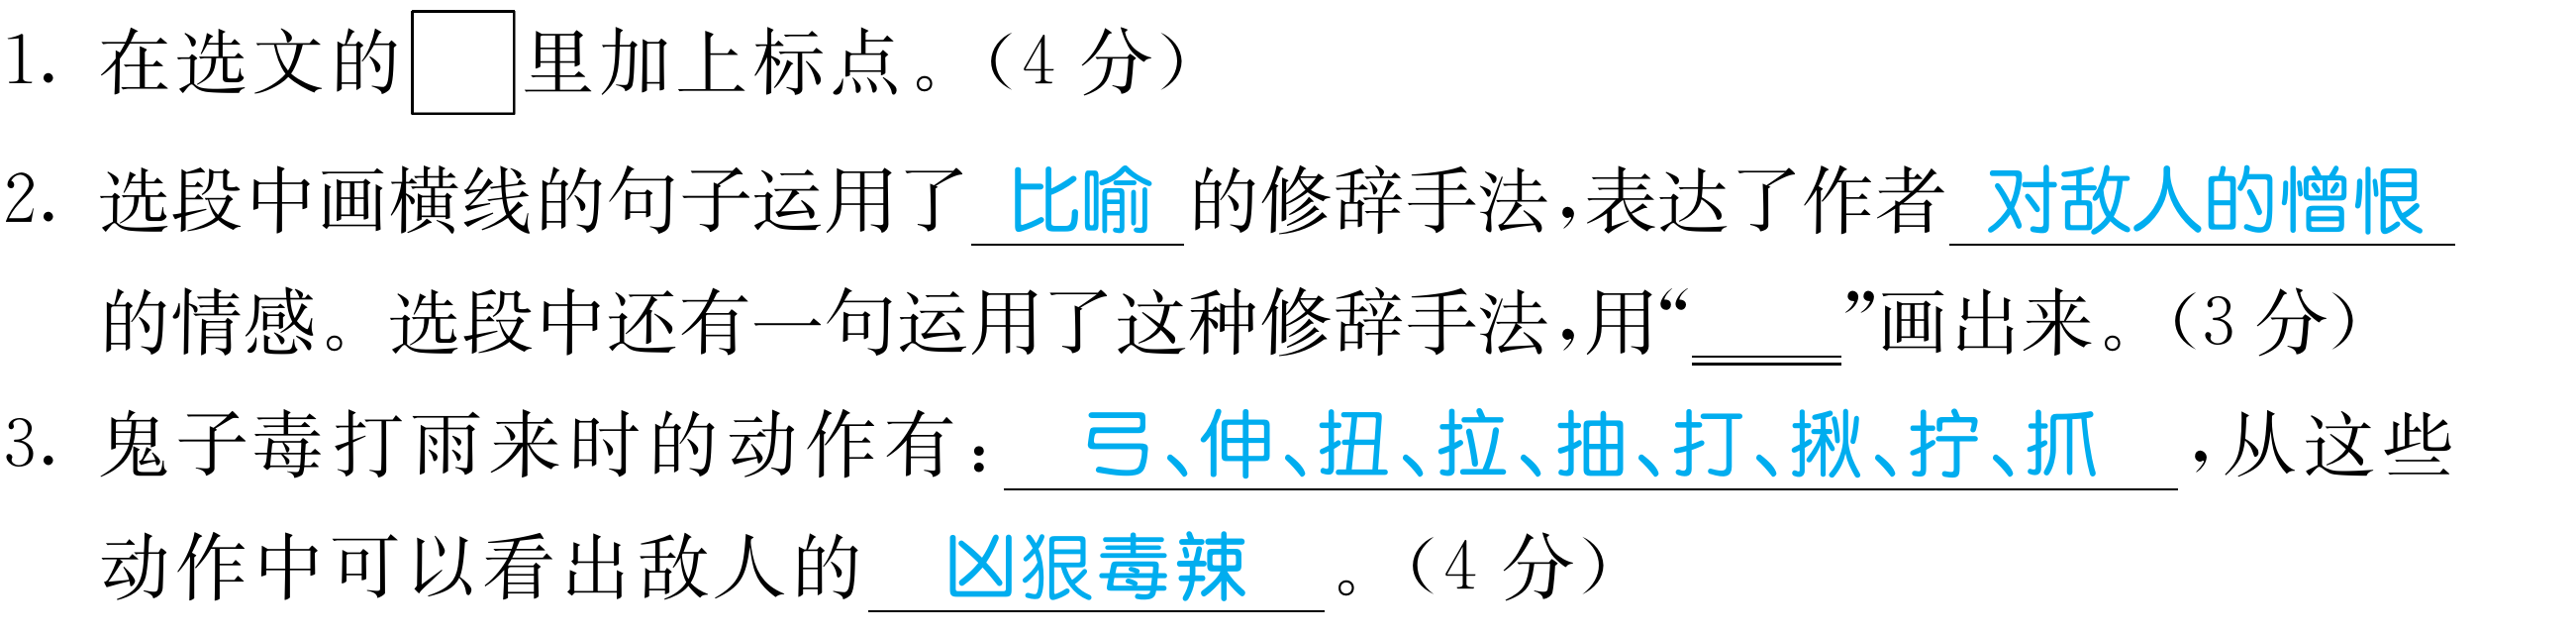 1. 在选文的□里加上标点。(4 分)
2. 选段中画横线的句子运用了 比喻 的修辞手法,表达了作者 对敌人的憎恨
的情感。选段中还有一句运用了这种修辞手法,用“____”画出来。(3 分)
3. 鬼子毒打雨来时的动作有: 弓、伸、扭、拉、抽、打、揪、拧、抓 ,从这些
动作中可以看出敌人的 凶狠毒辣 。(4 分)